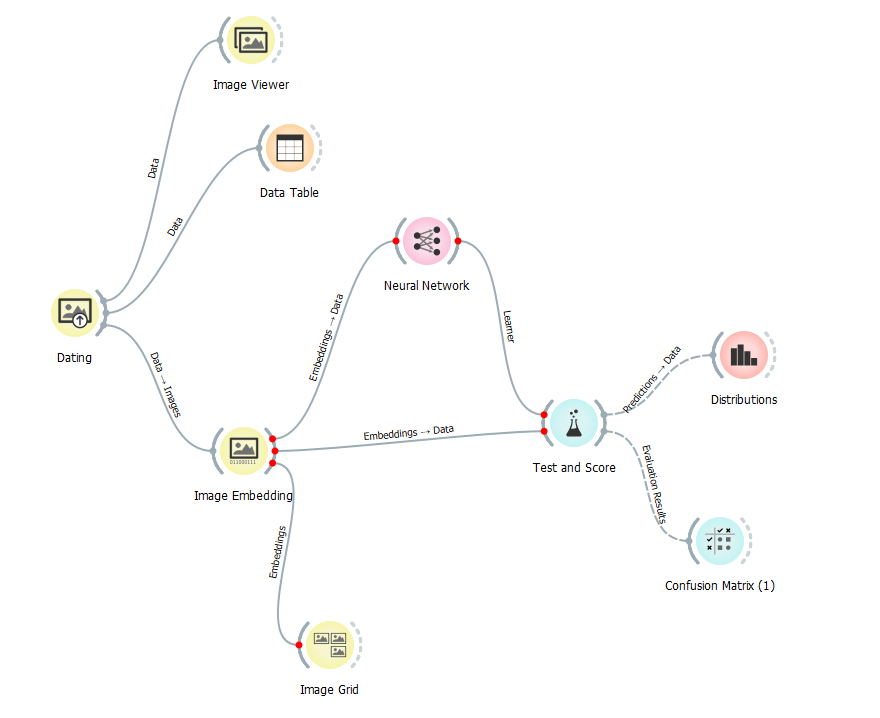 Image Viewer
Data
Data Table
Data
Neural Network
Embeddings → Data
Learner
Dating
Data → Images
Predictions → Data
Distributions
Embeddings → Data
Test and Score
Image Embedding
011000111
Evaluation Results
Embeddings
Confusion Matrix (1)
Image Grid